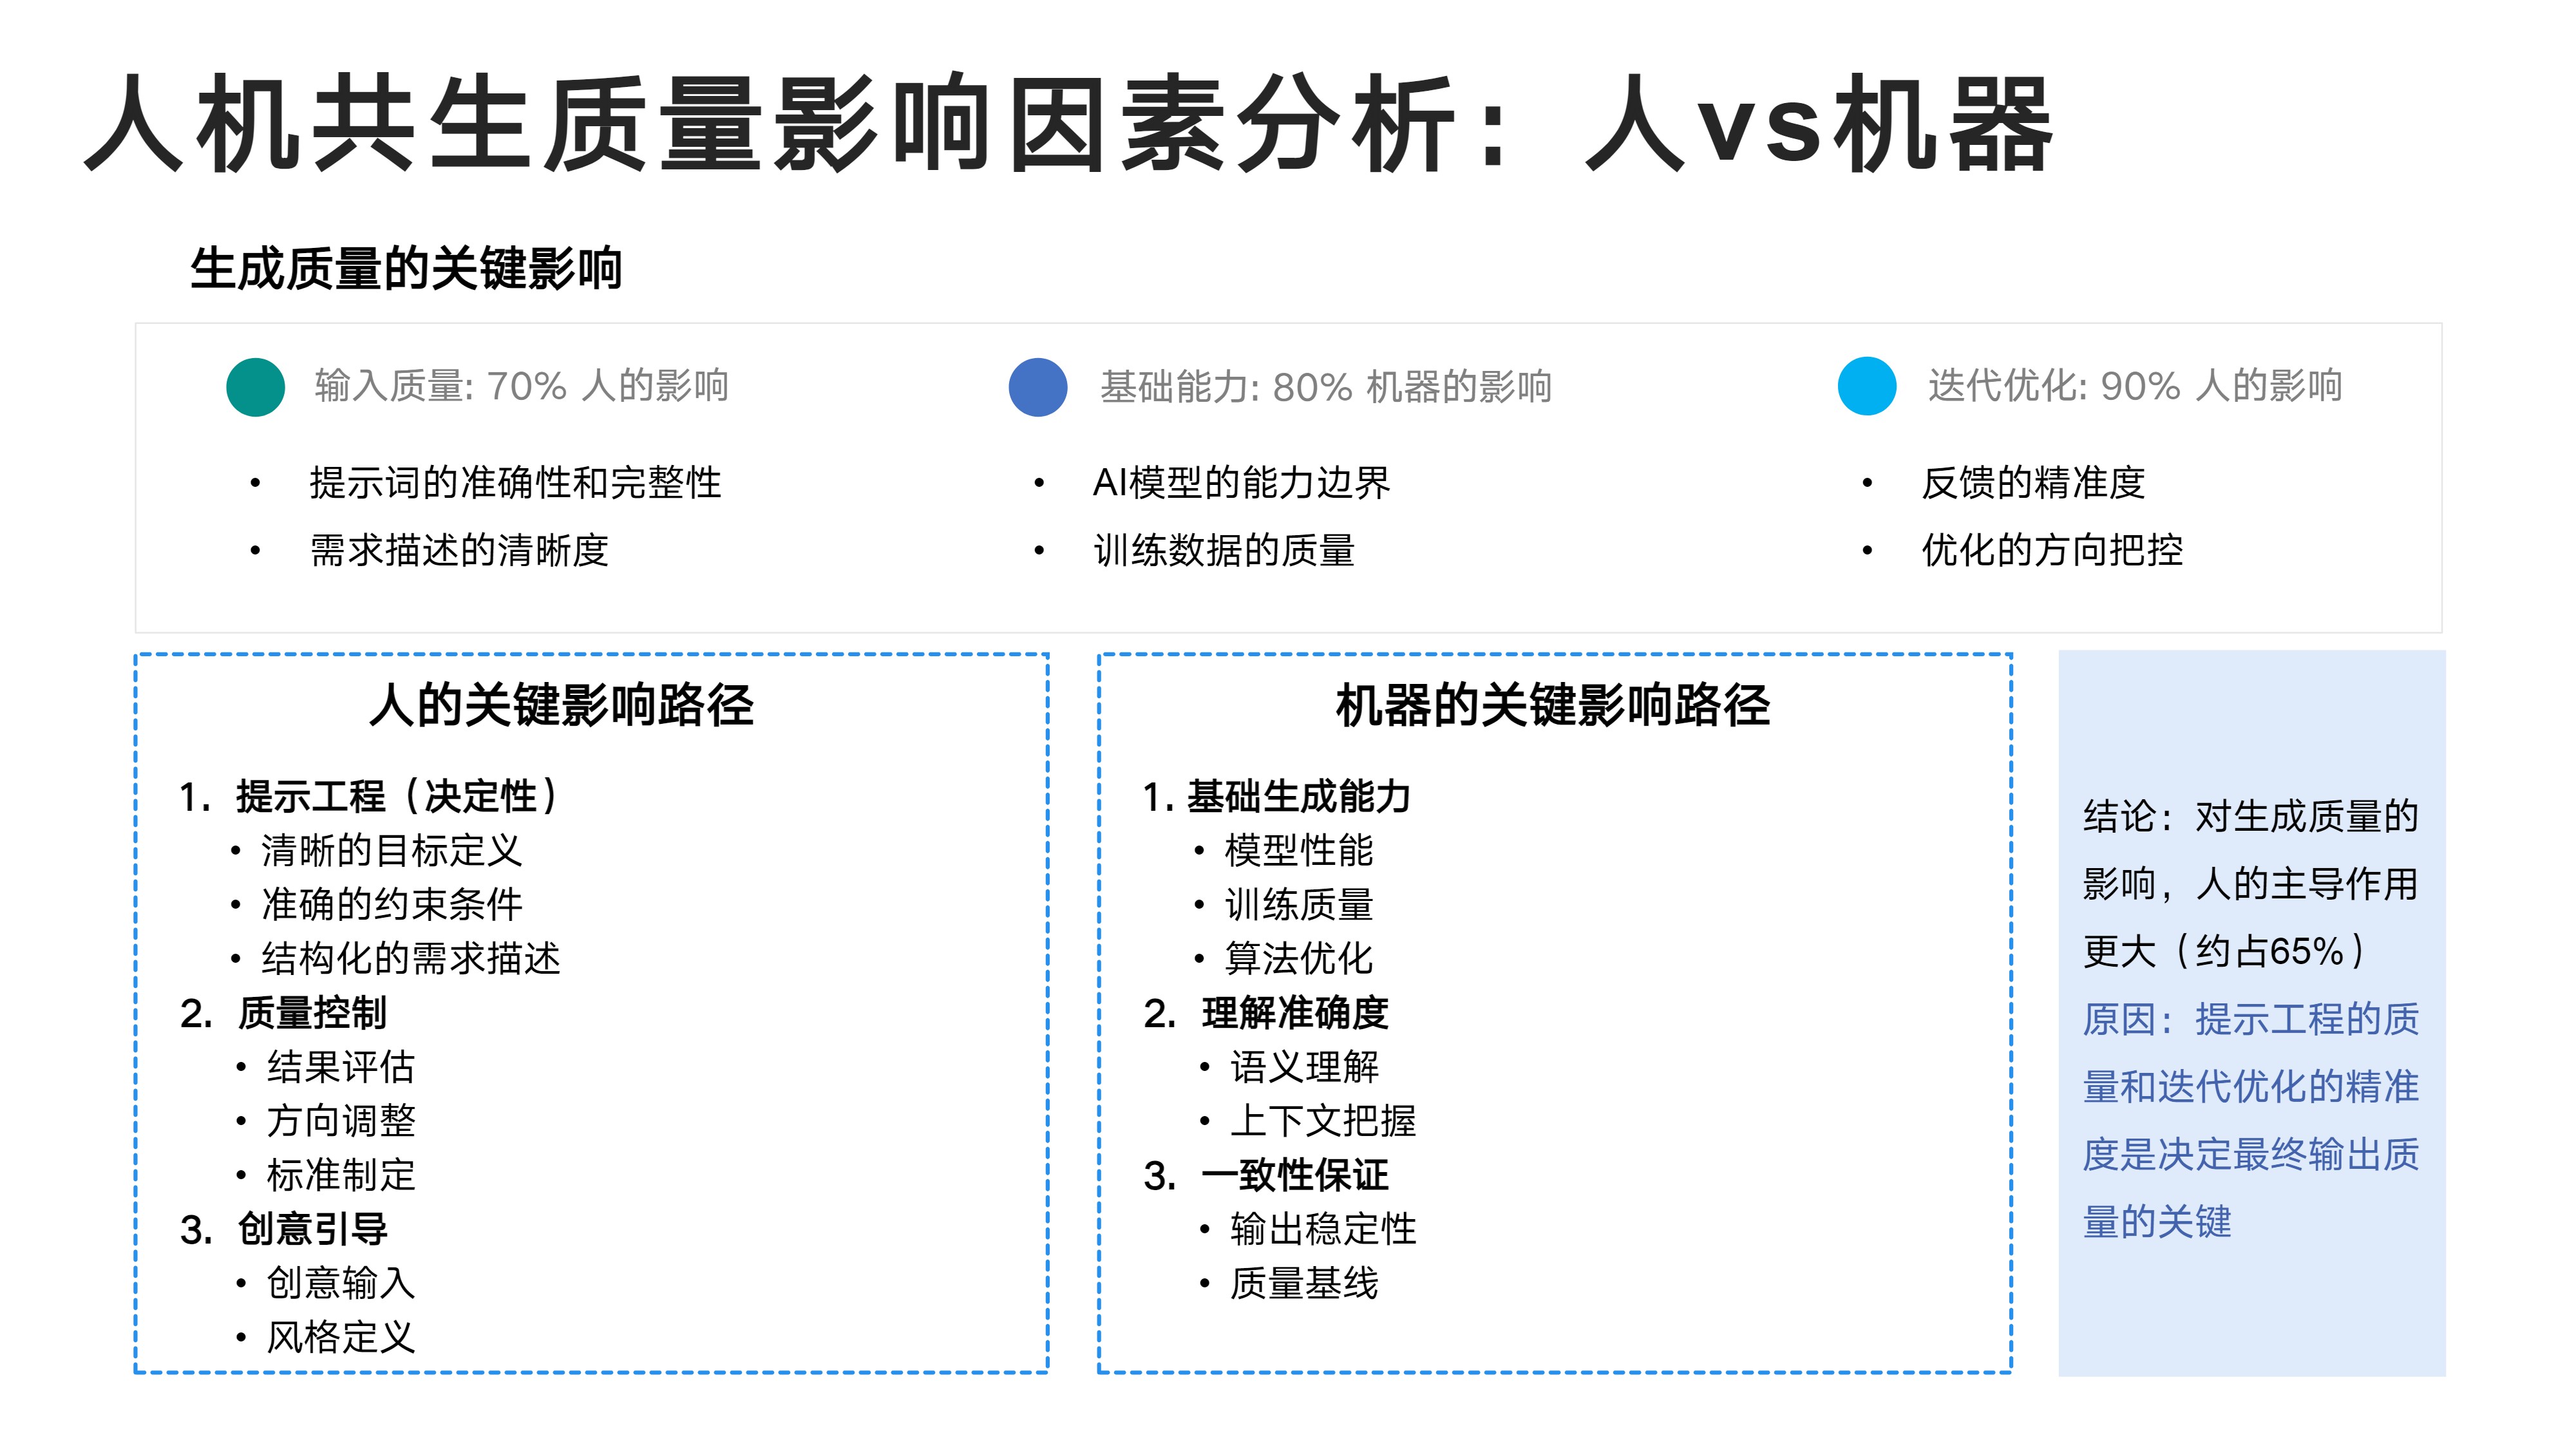 人机共生质量影响因素分析：人vs机器
生成质量的关键影响
输入质量: 70% 人的影响
• 提示词的准确性和完整性
• 需求描述的清晰度
基础能力: 80% 机器的影响
• AI模型的能力边界
• 训练数据的质量
迭代优化: 90% 人的影响
• 反馈的精准度
• 优化的方向把控
人的关键影响路径
1. 提示工程（决定性）
• 清晰的目标定义
• 准确的约束条件
• 结构化的需求描述
2. 质量控制
• 结果评估
• 方向调整
• 标准制定
3. 创意引导
• 创意输入
• 风格定义
机器的关键影响路径
1. 基础生成能力
• 模型性能
• 训练质量
• 算法优化
2. 理解准确度
• 语义理解
• 上下文把握
3. 一致性保证
• 输出稳定性
• 质量基线
结论：对生成质量的
影响，人的主导作用
更大（约占65%）
原因：提示工程的质
量和迭代优化的精准
度是决定最终输出质
量的关键